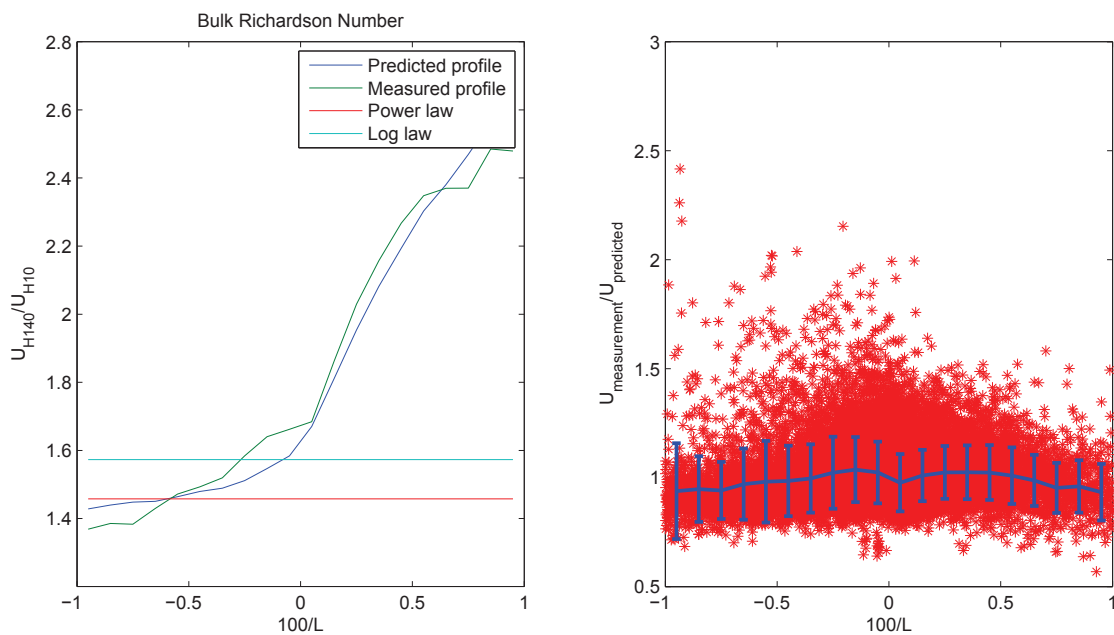 Bulk Richardson Number
2.8
2.6
2.4
2.2
2
1.8
1.6
1.4
U_H140/U_H10
Predicted profile
Measured profile
Power law
Log law
−1
−0.5
0
0.5
1
100/L
3
2.5
2
1.5
1
0.5
U_measurement/U_predicted
−1
−0.5
0
0.5
1
100/L